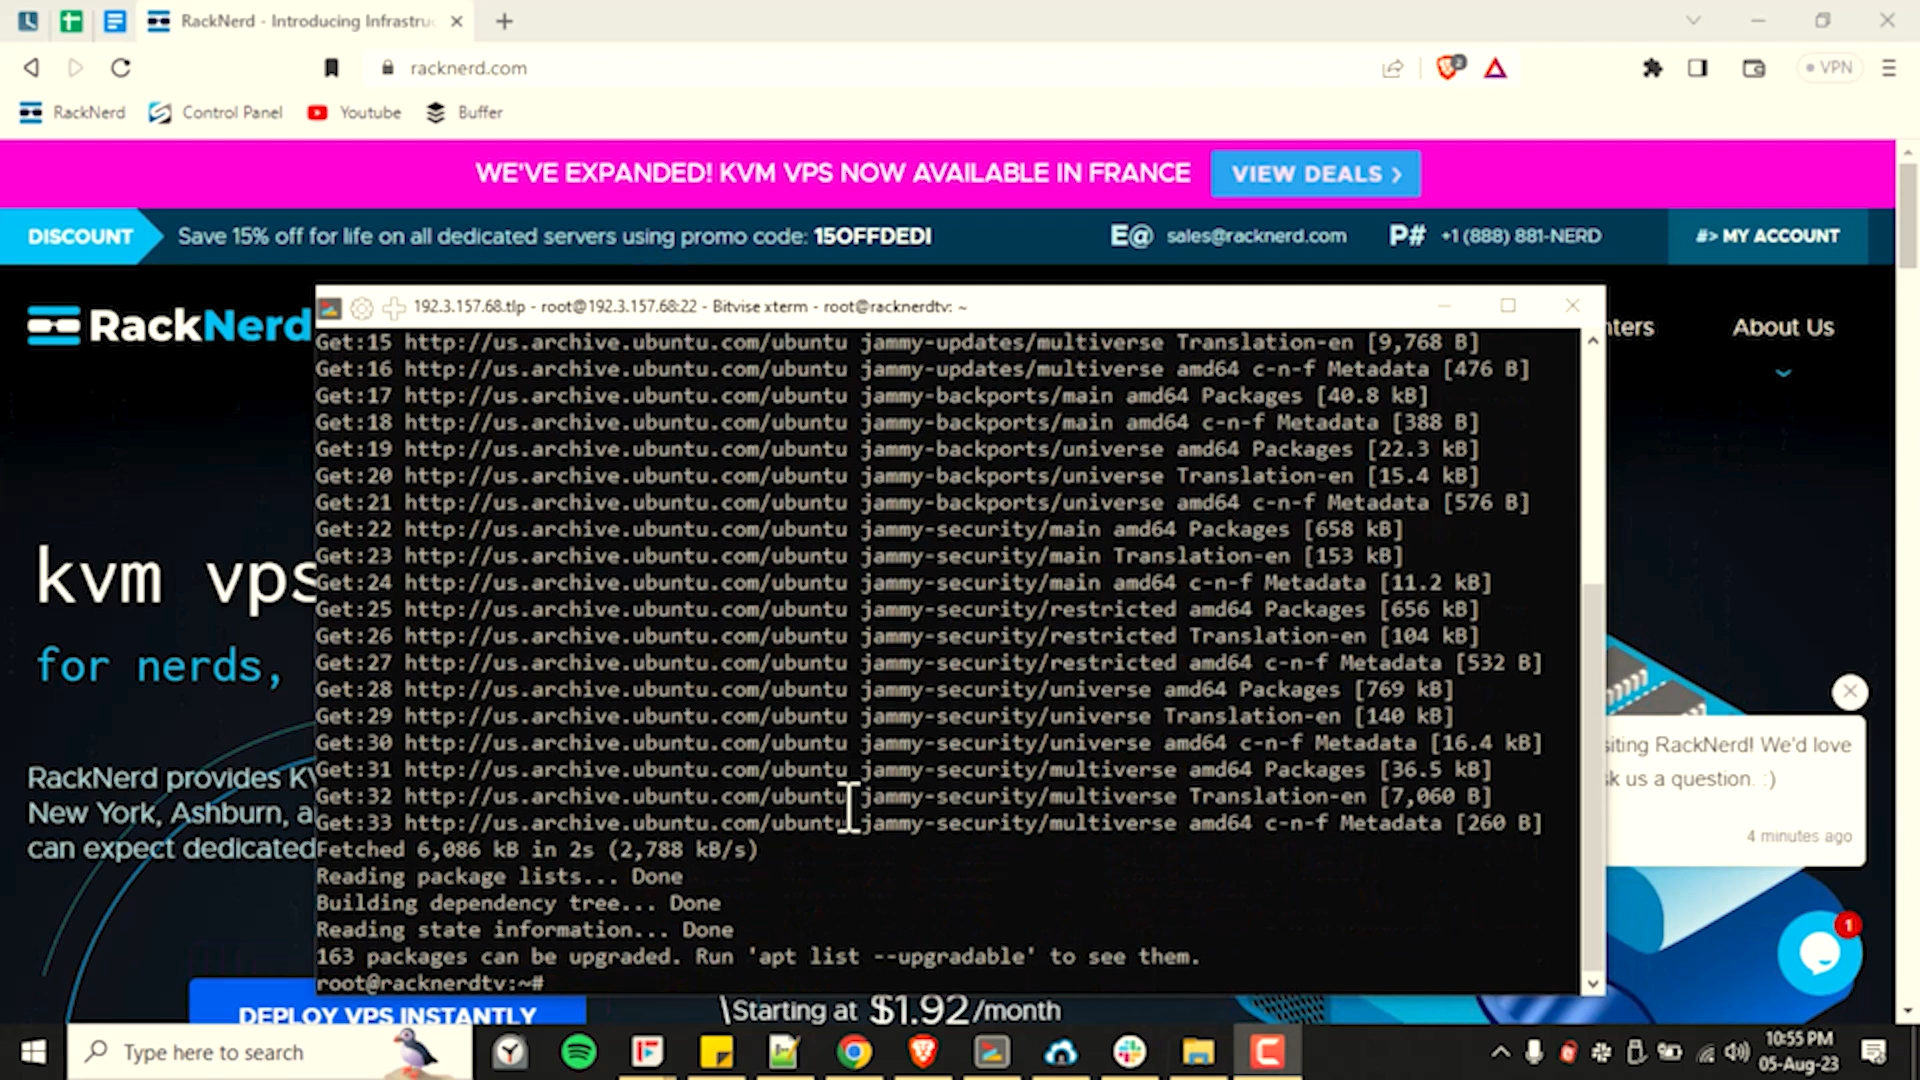 RackNerd - Introducing Infrastruc
racknerd.com
2
VPN
RackNerd
Control Panel
Youtube
Buffer
WE'VE EXPANDED! KVM VPS NOW AVAILABLE IN FRANCE
VIEW DEALS >
DISCOUNT
Save 15% off for life on all dedicated servers using promo code: 15OFFDEDI
E@ sales@racknerd.com
P# +1 (888) 881-NERD
#> MY ACCOUNT
RackNerd
nters
About Us
192.3.157.68.tlp - root@192.3.157.68:22 - Bitvise xterm - root@racknerdtv: ~
Get:15 http://us.archive.ubuntu.com/ubuntu jammy-updates/multiverse Translation-en [9,768 B]
Get:16 http://us.archive.ubuntu.com/ubuntu jammy-updates/multiverse amd64 c-n-f Metadata [476 B]
Get:17 http://us.archive.ubuntu.com/ubuntu jammy-backports/main amd64 Packages [40.8 kB]
Get:18 http://us.archive.ubuntu.com/ubuntu jammy-backports/main amd64 c-n-f Metadata [388 B]
Get:19 http://us.archive.ubuntu.com/ubuntu jammy-backports/universe amd64 Packages [22.3 kB]
Get:20 http://us.archive.ubuntu.com/ubuntu jammy-backports/universe Translation-en [15.4 kB]
Get:21 http://us.archive.ubuntu.com/ubuntu jammy-backports/universe amd64 c-n-f Metadata [576 B]
Get:22 http://us.archive.ubuntu.com/ubuntu jammy-security/main amd64 Packages [658 kB]
Get:23 http://us.archive.ubuntu.com/ubuntu jammy-security/main Translation-en [153 kB]
Get:24 http://us.archive.ubuntu.com/ubuntu jammy-security/main amd64 c-n-f Metadata [11.2 kB]
Get:25 http://us.archive.ubuntu.com/ubuntu jammy-security/restricted amd64 Packages [656 kB]
Get:26 http://us.archive.ubuntu.com/ubuntu jammy-security/restricted Translation-en [104 kB]
Get:27 http://us.archive.ubuntu.com/ubuntu jammy-security/restricted amd64 c-n-f Metadata [532 B]
Get:28 http://us.archive.ubuntu.com/ubuntu jammy-security/universe amd64 Packages [769 kB]
Get:29 http://us.archive.ubuntu.com/ubuntu jammy-security/universe Translation-en [140 kB]
Get:30 http://us.archive.ubuntu.com/ubuntu jammy-security/universe amd64 c-n-f Metadata [16.4 kB]
Get:31 http://us.archive.ubuntu.com/ubuntu jammy-security/multiverse amd64 Packages [36.5 kB]
Get:32 http://us.archive.ubuntu.com/ubuntu jammy-security/multiverse Translation-en [7,060 B]
Get:33 http://us.archive.ubuntu.com/ubuntu jammy-security/multiverse amd64 c-n-f Metadata [260 B]
Fetched 6,086 kB in 2s (2,788 kB/s)
Reading package lists... Done
Building dependency tree... Done
Reading state information... Done
163 packages can be upgraded. Run 'apt list --upgradable' to see them.
root@racknerdtv:~#
kvm vps
for nerds,
RackNerd provides KV
New York, Ashburn, a
can expect dedicated
siting RackNerd! We'd love
sk us a question. :)
4 minutes ago
1
DEPLOY VPS INSTANTLY
\Starting at $1.92/month
Type here to search
10:55 PM
05-Aug-23